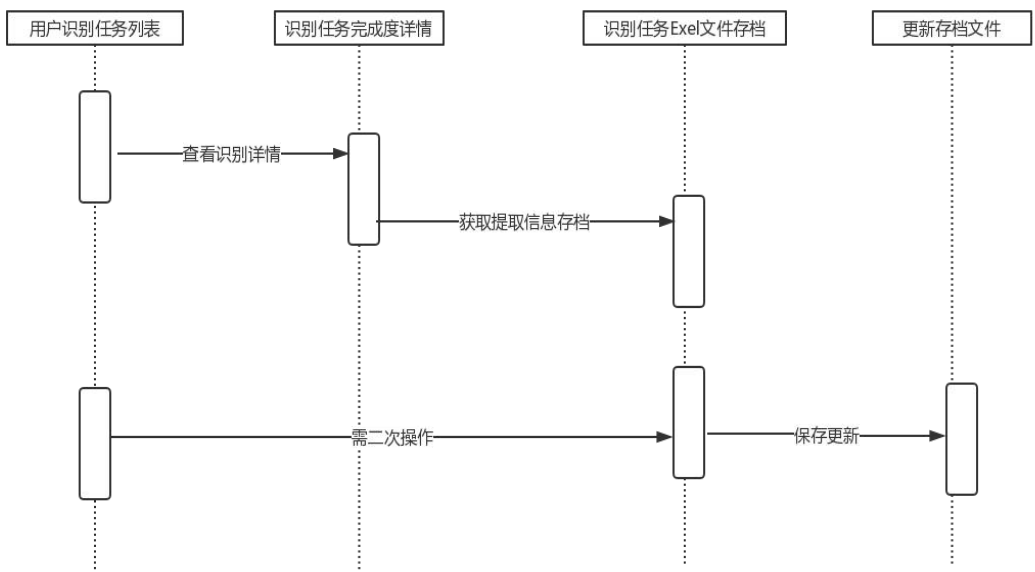 用户识别任务列表
识别任务完成度详情
识别任务Exel文件存档
更新存档文件
查看识别详情
获取提取信息存档
需二次操作
保存更新